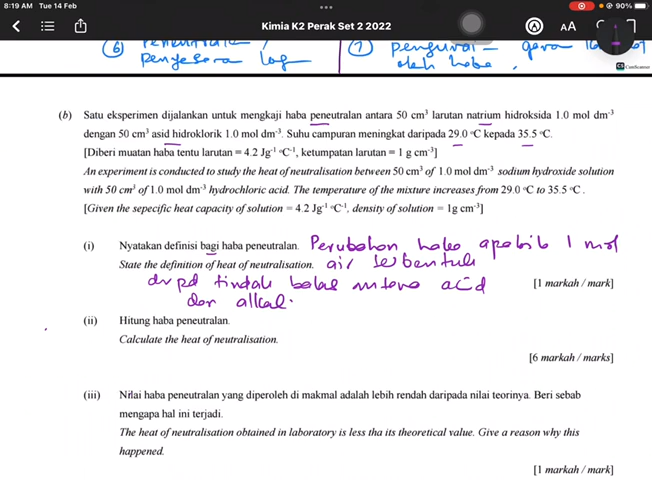 8:19 AM Tue 14 Feb
90%
Kimia K2 Perak Set 2 2022
AA
6 Peneutralan /
penyesaran log
7 penguraian
oleh haba.
CS CamScanner
(b) Satu eksperimen dijalankan untuk mengkaji haba peneutralan antara 50 cm³ larutan natrium hidroksida 1.0 mol dm⁻³
dengan 50 cm³ asid hidroklorik 1.0 mol dm⁻³. Suhu campuran meningkat daripada 29.0 °C kepada 35.5 °C.
[Diberi muatan haba tentu larutan = 4.2 Jg⁻¹ °C⁻¹, ketumpatan larutan = 1 g cm⁻³]
An experiment is conducted to study the heat of neutralisation between 50 cm³ of 1.0 mol dm⁻³ sodium hydroxide solution
with 50 cm³ of 1.0 mol dm⁻³ hydrochloric acid. The temperature of the mixture increases from 29.0 °C to 35.5 °C .
[Given the sepecific heat capacity of solution = 4.2 Jg⁻¹ °C⁻¹, density of solution = 1g cm⁻³]
(i) Nyatakan definisi bagi haba peneutralan. Perubahan haba apabila 1 mol
State the definition of heat of neutralisation. air terbentuk
drpd tindak balas antara acid [1 markah / mark]
dan alkali.
(ii) Hitung haba peneutralan.
Calculate the heat of neutralisation.
[6 markah / marks]
(iii) Nilai haba peneutralan yang diperoleh di makmal adalah lebih rendah daripada nilai teorinya. Beri sebab
mengapa hal ini terjadi.
The heat of neutralisation obtained in laboratory is less tha its theoretical value. Give a reason why this
happened.
[1 markah / mark]